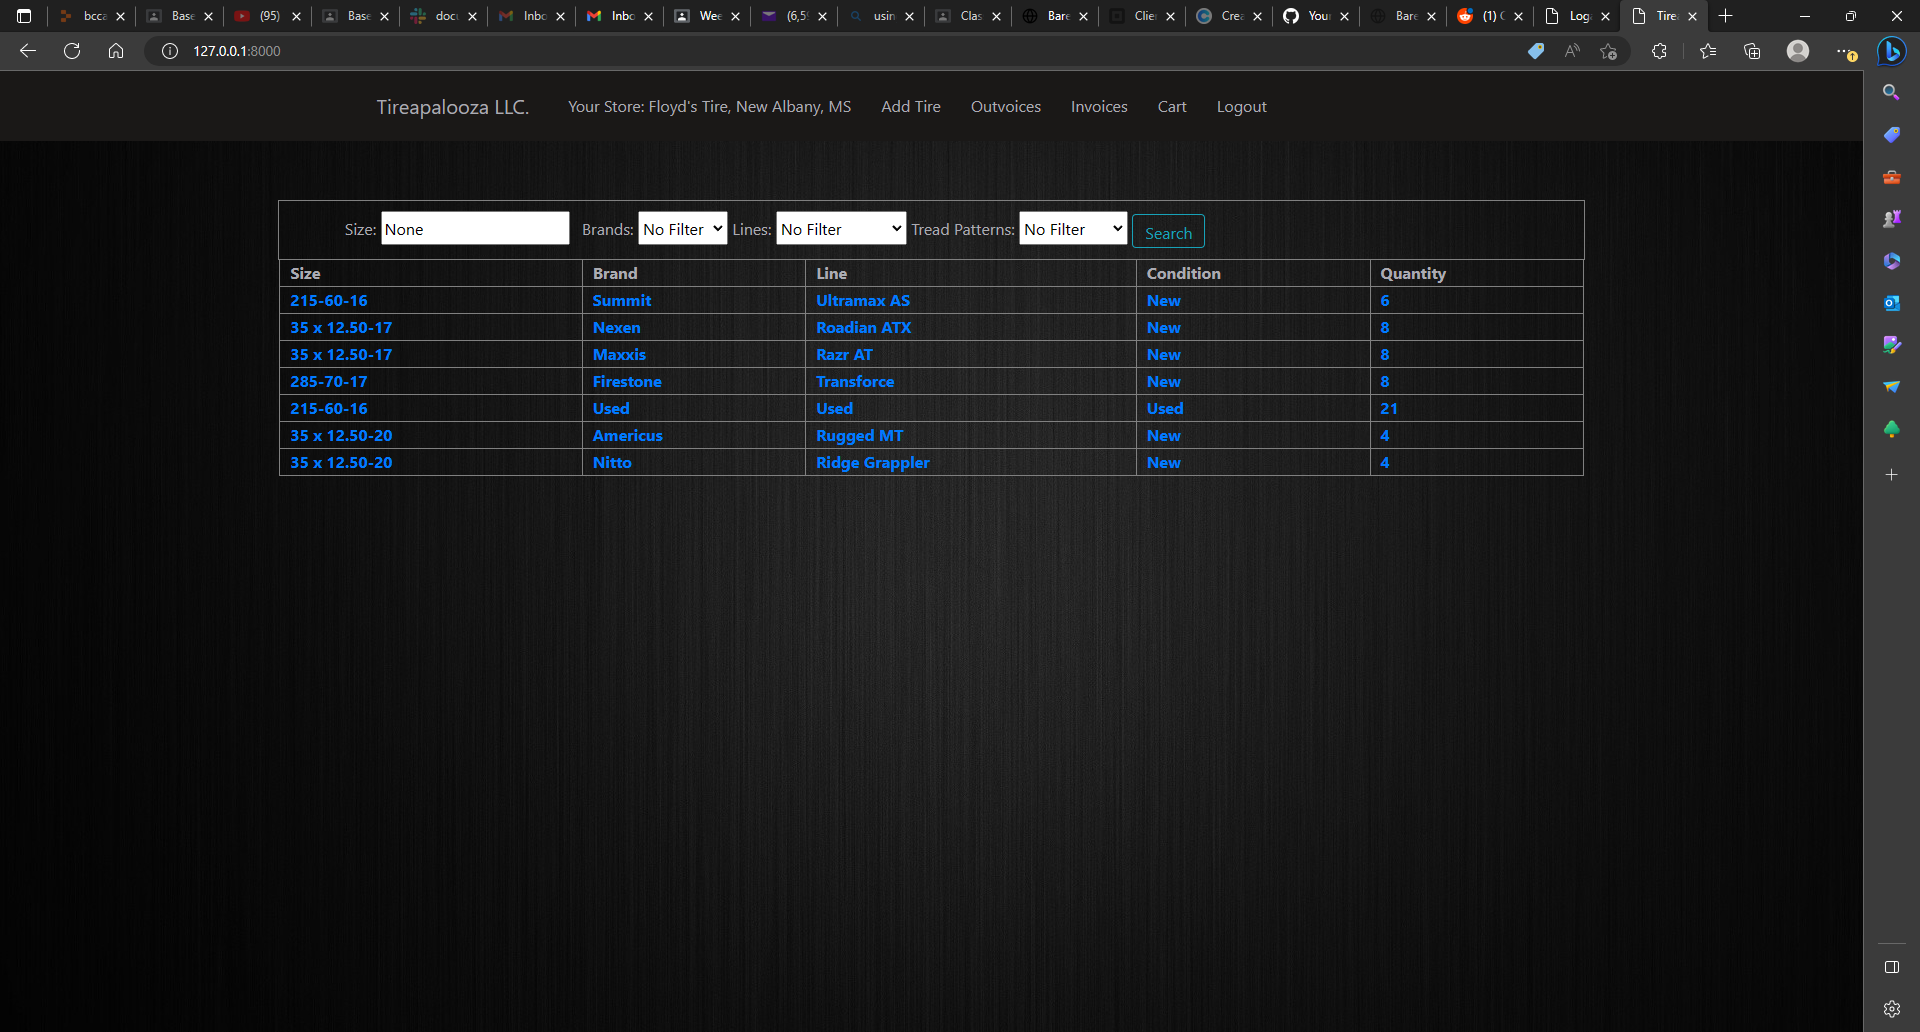 bcca Base (95) Base docu Inbo Inbo Wee (6,59 usin Clas Bare Clie Crea You Bare (1) C Log Tire
127.0.0.1:8000
Tireapalooza LLC. Your Store: Floyd's Tire, New Albany, MS Add Tire Outvoices Invoices Cart Logout
Size: None Brands: No Filter Lines: No Filter Tread Patterns: No Filter Search
Size Brand Line Condition Quantity
215-60-16 Summit Ultramax AS New 6
35 x 12.50-17 Nexen Roadian ATX New 8
35 x 12.50-17 Maxxis Razr AT New 8
285-70-17 Firestone Transforce New 8
215-60-16 Used Used Used 21
35 x 12.50-20 Americus Rugged MT New 4
35 x 12.50-20 Nitto Ridge Grappler New 4